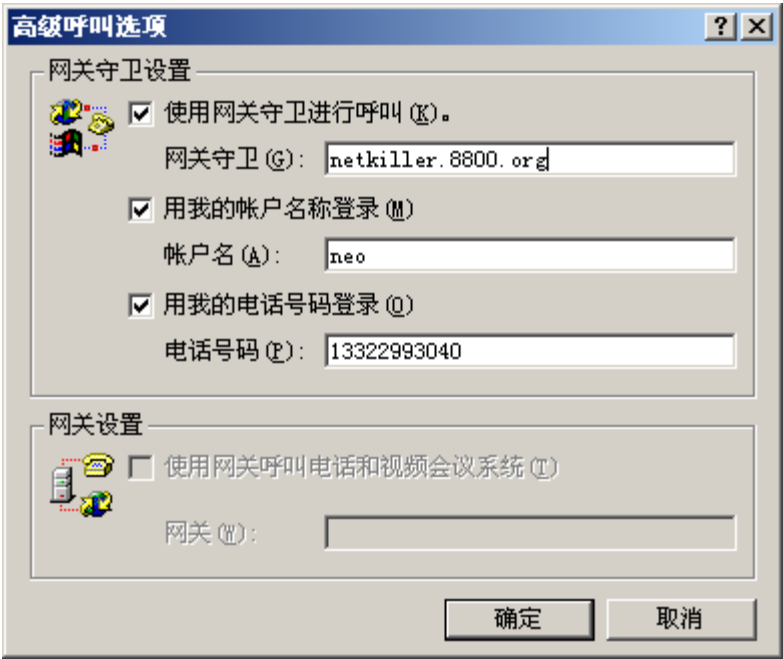 高级呼叫选项
网关守卫设置
使用网关守卫进行呼叫(K)。
网关守卫(G): netkiller.8800.org
用我的帐户名称登录(M)
帐户名(A): neo
用我的电话号码登录(O)
电话号码(P): 13322993040
网关设置
使用网关呼叫电话和视频会议系统(T)
网关(W):
确定 取消